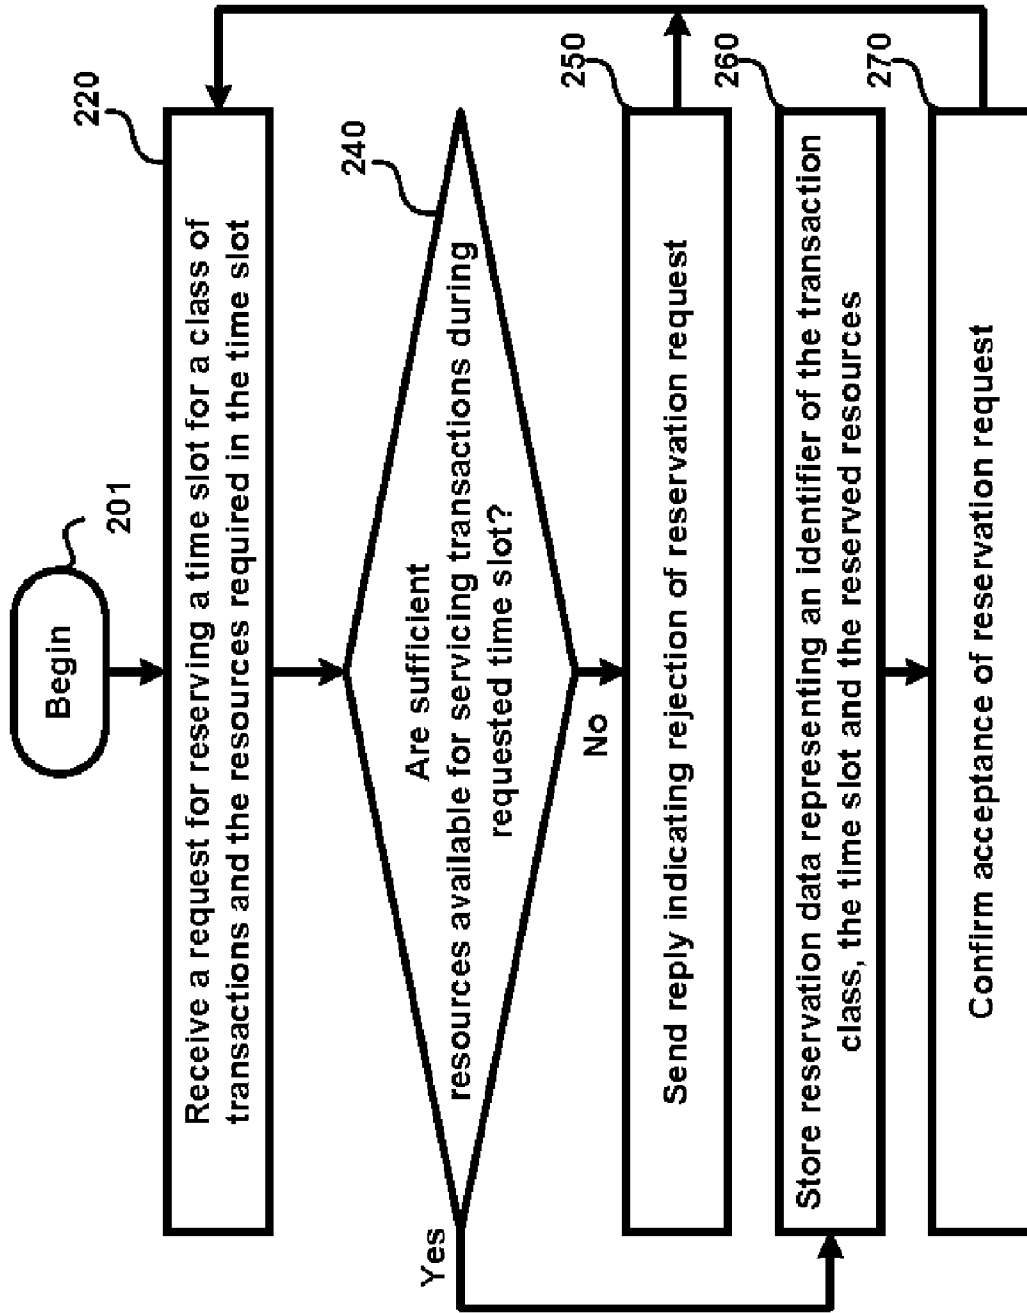 Begin
201
220
Receive a request for reserving a time slot for a class of
transactions and the resources required in the time slot
240
Are sufficient
resources available for servicing transactions during
requested time slot?
Yes
No
250
Send reply indicating rejection of reservation request
260
Store reservation data representing an identifier of the transaction
class, the time slot and the reserved resources
270
Confirm acceptance of reservation request